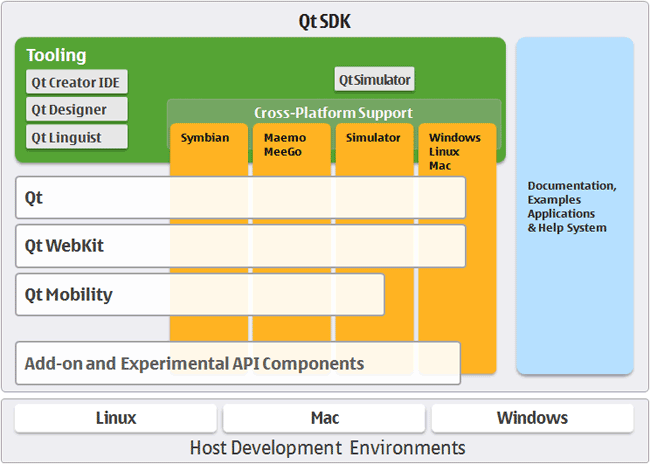 Qt SDK
Tooling
Qt Creator IDE
Qt Designer
Qt Linguist
QtSimulator
Cross-Platform Support
Symbian
Maemo
MeeGo
Simulator
Windows
Linux
Mac
Qt
Qt WebKit
Qt Mobility
Add-on and Experimental API Components
Documentation,
Examples
Applications
& Help System
Linux
Mac
Windows
Host Development Environments